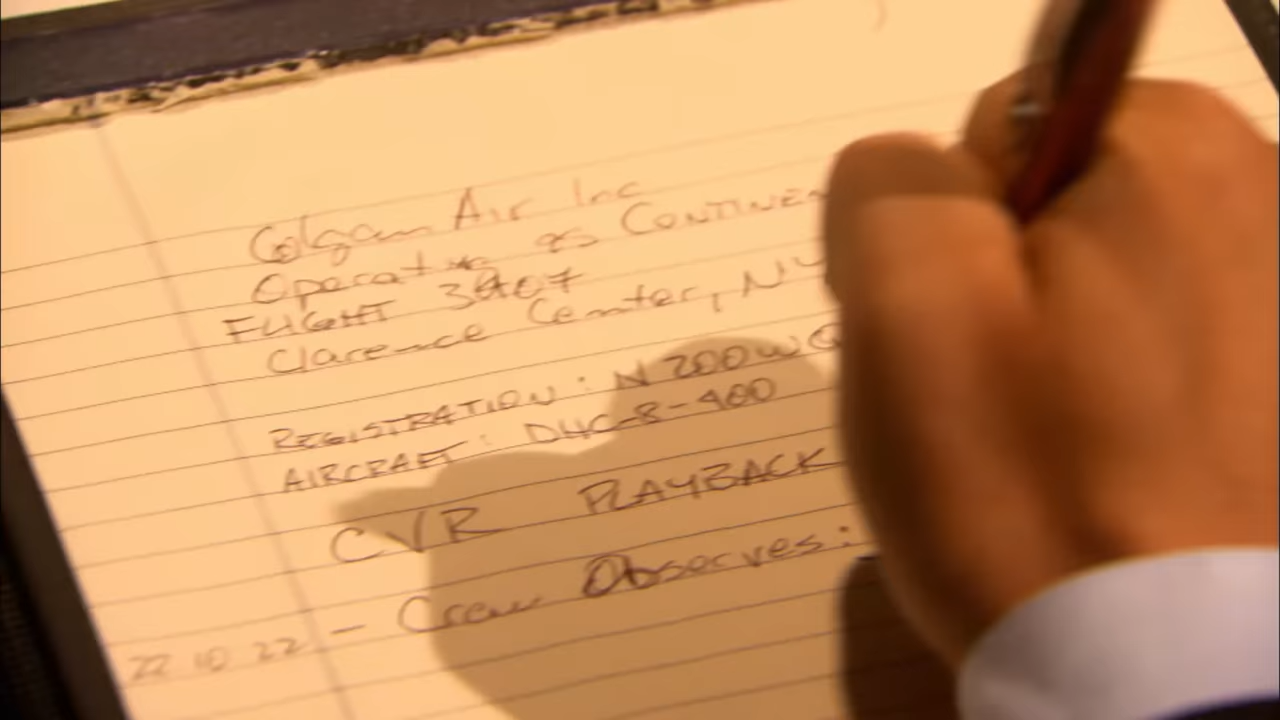 Colgan Air Inc
Operating as CONTINEN
FLIGHT 3407
Clarence Center, NY
REGISTRATION: N200WQ
AIRCRAFT: DHC-8-400
CVR PLAYBACK
22 10 22 - Crew Observes: